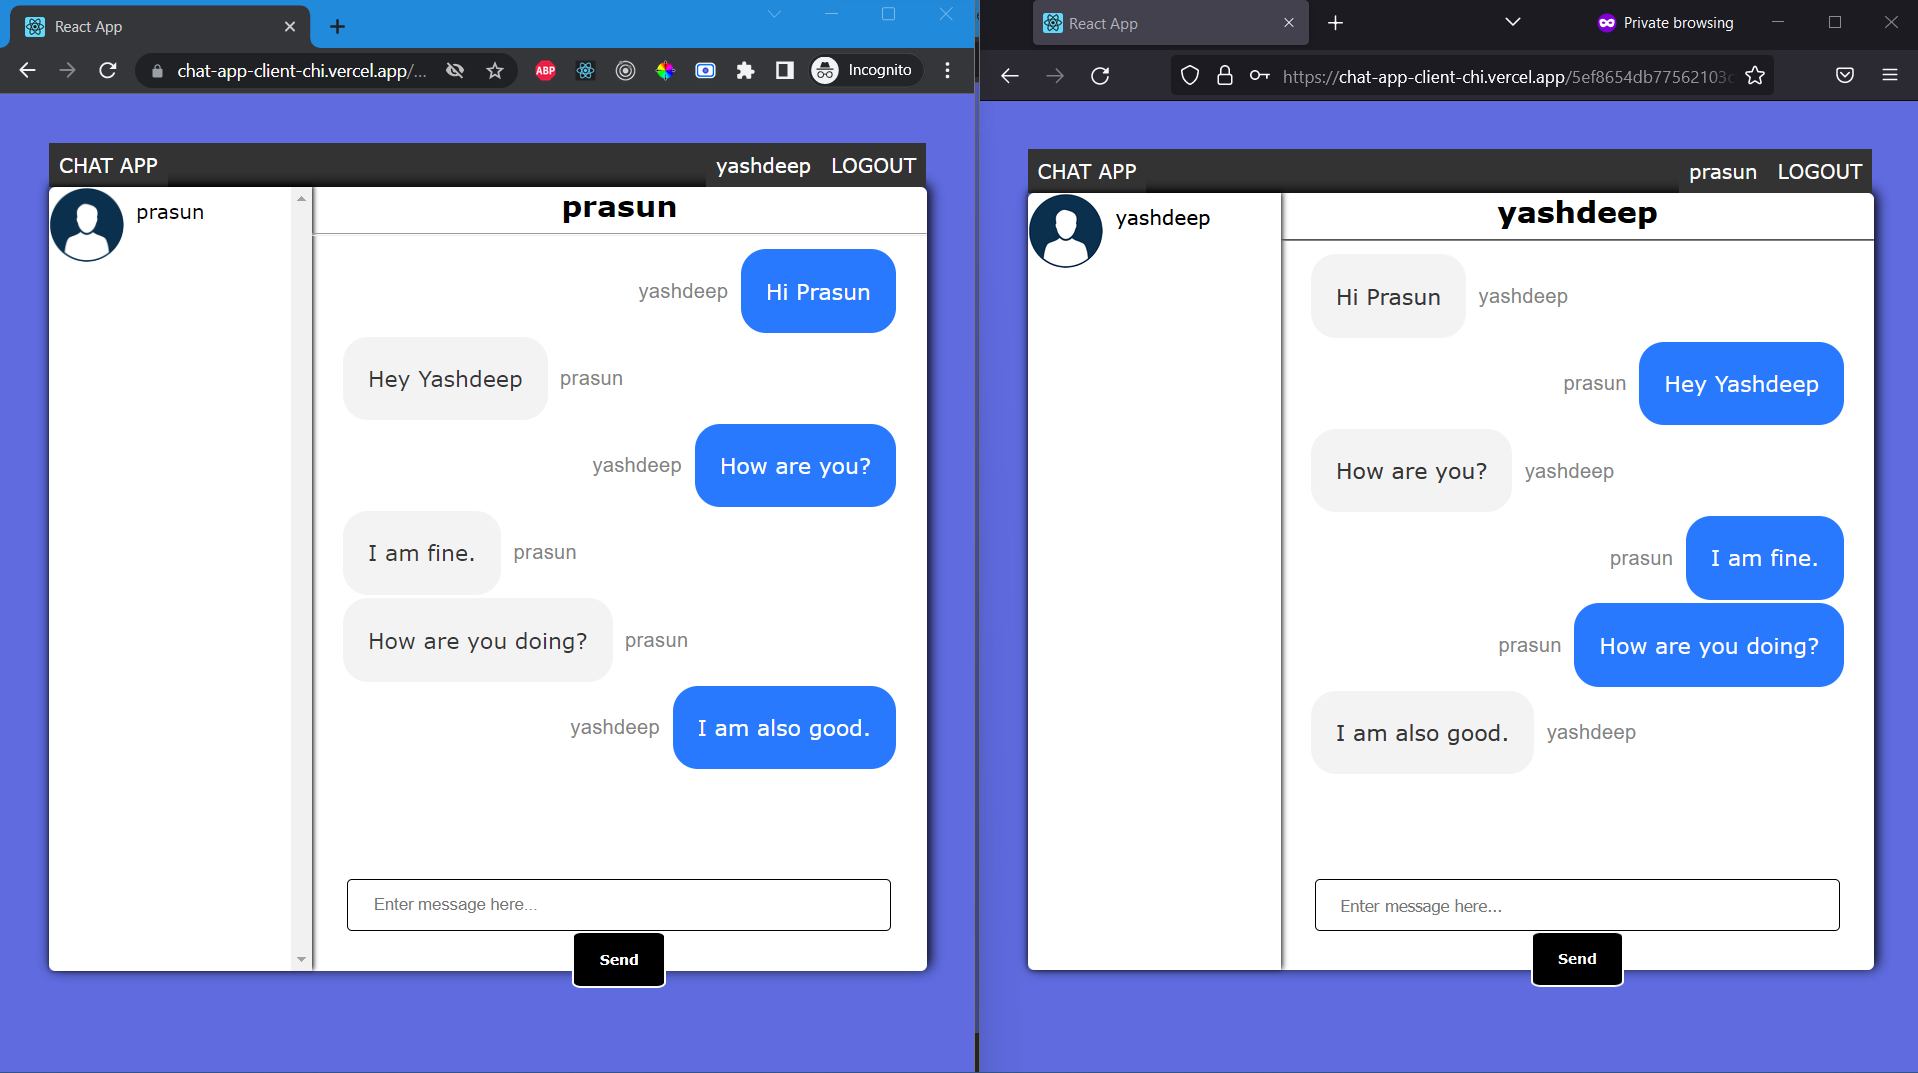 React App
chat-app-client-chi.vercel.app/...
ABP
Incognito
CHAT APP
yashdeep
LOGOUT
prasun
prasun
yashdeep
Hi Prasun
Hey Yashdeep
prasun
yashdeep
How are you?
I am fine.
prasun
How are you doing?
prasun
yashdeep
I am also good.
Enter message here...
Send
React App
Private browsing
https://chat-app-client-chi.vercel.app/5ef8654db77562103c
CHAT APP
prasun
LOGOUT
yashdeep
yashdeep
Hi Prasun
yashdeep
prasun
Hey Yashdeep
How are you?
yashdeep
prasun
I am fine.
prasun
How are you doing?
I am also good.
yashdeep
Enter message here...
Send